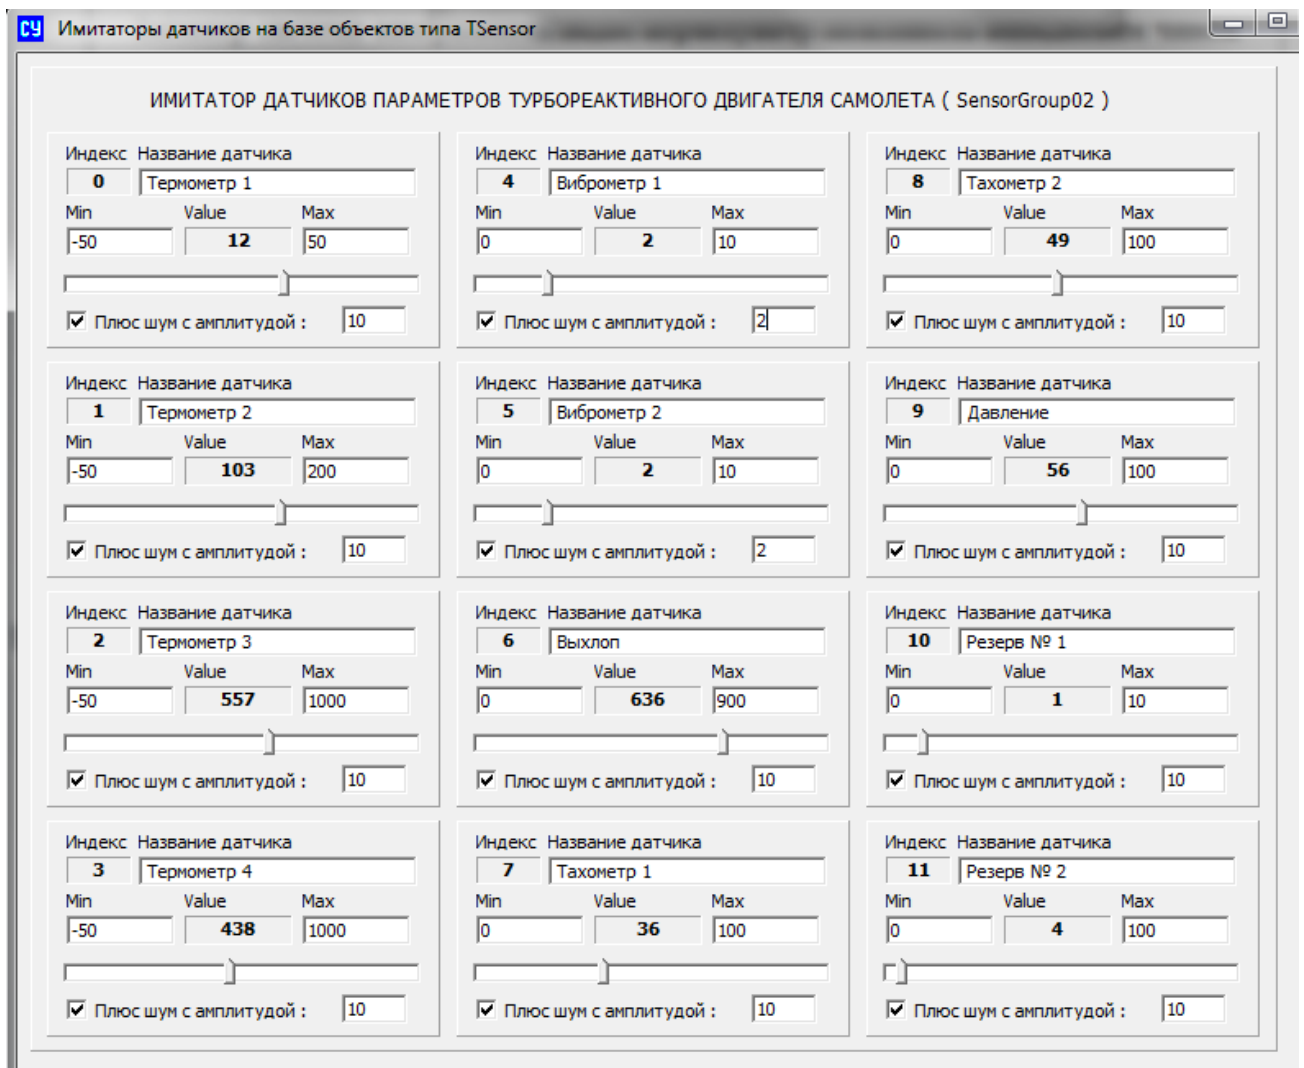 СУ Имитаторы датчиков на базе объектов типа TSensor
ИМИТАТОР ДАТЧИКОВ ПАРАМЕТРОВ ТУРБОРЕАКТИВНОГО ДВИГАТЕЛЯ САМОЛЕТА ( SensorGroup02 )
Индекс Название датчика
0 Термометр 1
Min Value Max
-50 12 50
Плюс шум с амплитудой : 10
Индекс Название датчика
4 Виброметр 1
Min Value Max
0 2 10
Плюс шум с амплитудой : 2
Индекс Название датчика
8 Тахометр 2
Min Value Max
0 49 100
Плюс шум с амплитудой : 10
Индекс Название датчика
1 Термометр 2
Min Value Max
-50 103 200
Плюс шум с амплитудой : 10
Индекс Название датчика
5 Виброметр 2
Min Value Max
0 2 10
Плюс шум с амплитудой : 2
Индекс Название датчика
9 Давление
Min Value Max
0 56 100
Плюс шум с амплитудой : 10
Индекс Название датчика
2 Термометр 3
Min Value Max
-50 557 1000
Плюс шум с амплитудой : 10
Индекс Название датчика
6 Выхлоп
Min Value Max
0 636 900
Плюс шум с амплитудой : 10
Индекс Название датчика
10 Резерв № 1
Min Value Max
0 1 10
Плюс шум с амплитудой : 10
Индекс Название датчика
3 Термометр 4
Min Value Max
-50 438 1000
Плюс шум с амплитудой : 10
Индекс Название датчика
7 Тахометр 1
Min Value Max
0 36 100
Плюс шум с амплитудой : 10
Индекс Название датчика
11 Резерв № 2
Min Value Max
0 4 100
Плюс шум с амплитудой : 10